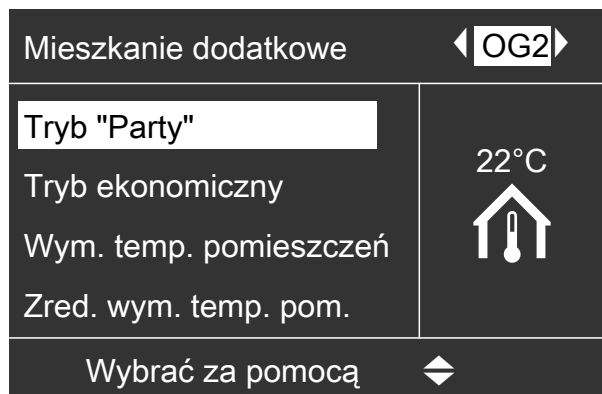 Mieszkanie dodatkowe OG2
Tryb "Party"
Tryb ekonomiczny
Wym. temp. pomieszczeń
Zred. wym. temp. pom.
22°C
Wybrać za pomocą